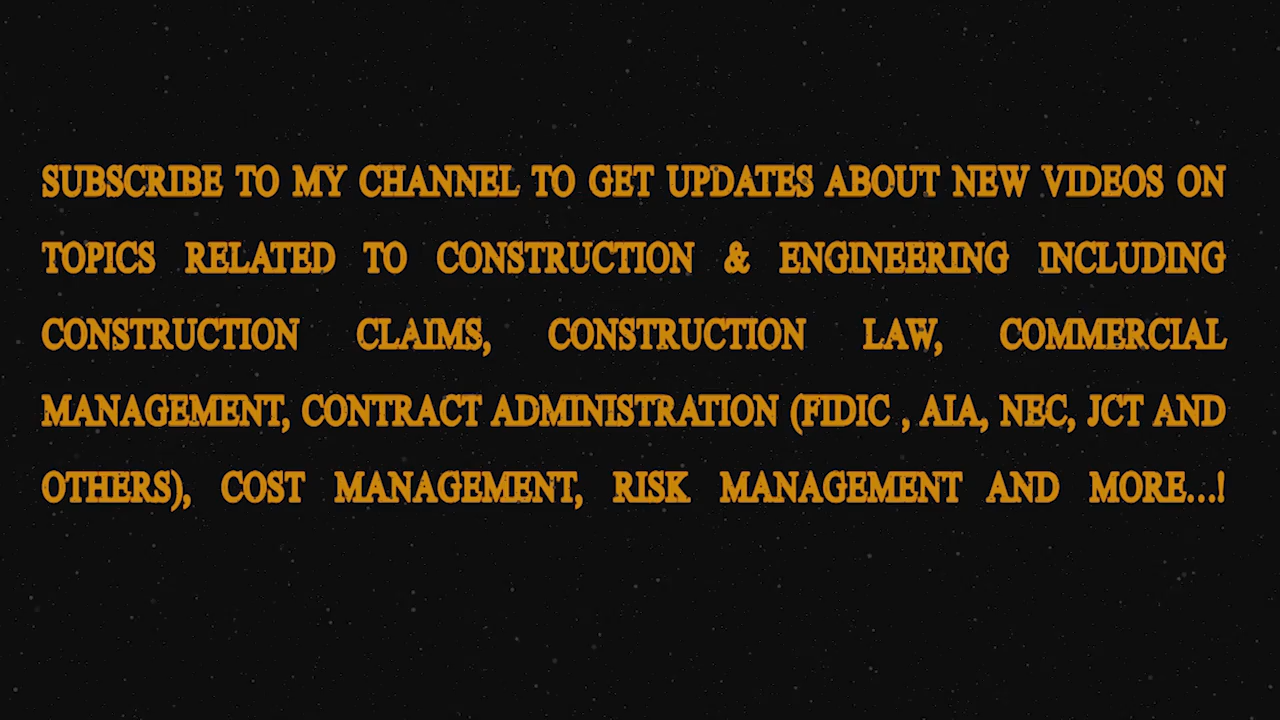 SUBSCRIBE TO MY CHANNEL TO GET UPDATES ABOUT NEW VIDEOS ON
TOPICS RELATED TO CONSTRUCTION & ENGINEERING INCLUDING
CONSTRUCTION CLAIMS, CONSTRUCTION LAW, COMMERCIAL
MANAGEMENT, CONTRACT ADMINISTRATION (FIDIC , AIA, NEC, JCT AND
OTHERS), COST MANAGEMENT, RISK MANAGEMENT AND MORE...!